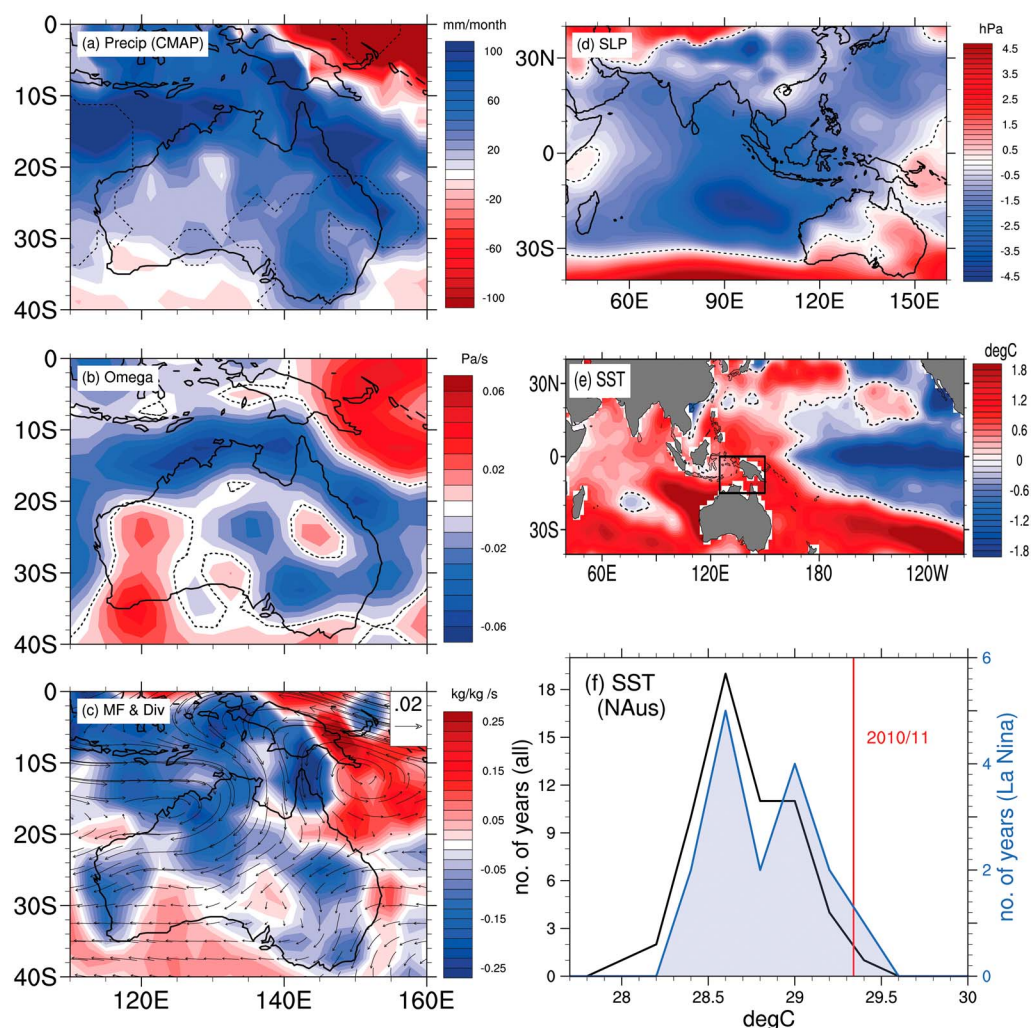 0
10S
20S
30S
40S
(a) Precip (CMAP)
mm/month
100
60
20
-20
-60
-100
0
10S
20S
30S
40S
(b) Omega
Pa/s
0.06
0.02
-0.02
-0.06
0
10S
20S
30S
40S
(c) MF & Div
.02
kg/kg /s
0.25
0.15
0.05
-0.05
-0.15
-0.25
120E 140E 160E
30N
0
30S
(d) SLP
60E 90E 120E 150E
hPa
4.5
3.5
2.5
1.5
0.5
-0.5
-1.5
-2.5
-3.5
-4.5
30N
0
30S
(e) SST
60E 120E 180 120W
degC
1.8
1.2
0.6
0
-0.6
-1.2
-1.8
no. of years (all)
18
15
12
9
6
3
0
(f) SST
(NAus)
2010/11
6
4
2
0
no. of years (La Nina)
28 28.5 29 29.5 30
degC